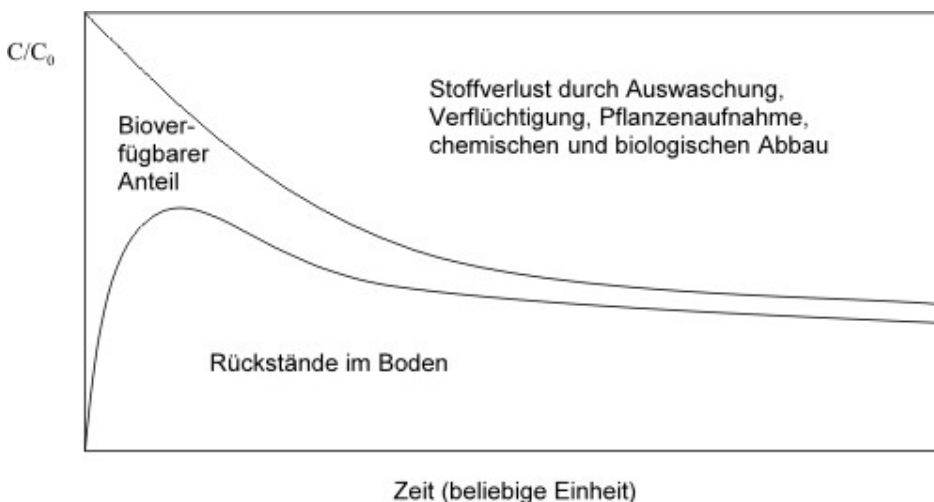 C/C₀
Stoffverlust durch Auswaschung,
Verflüchtigung, Pflanzenaufnahme,
chemischen und biologischen Abbau
Biover-
fügbarer
Anteil
Rückstände im Boden
Zeit (beliebige Einheit)